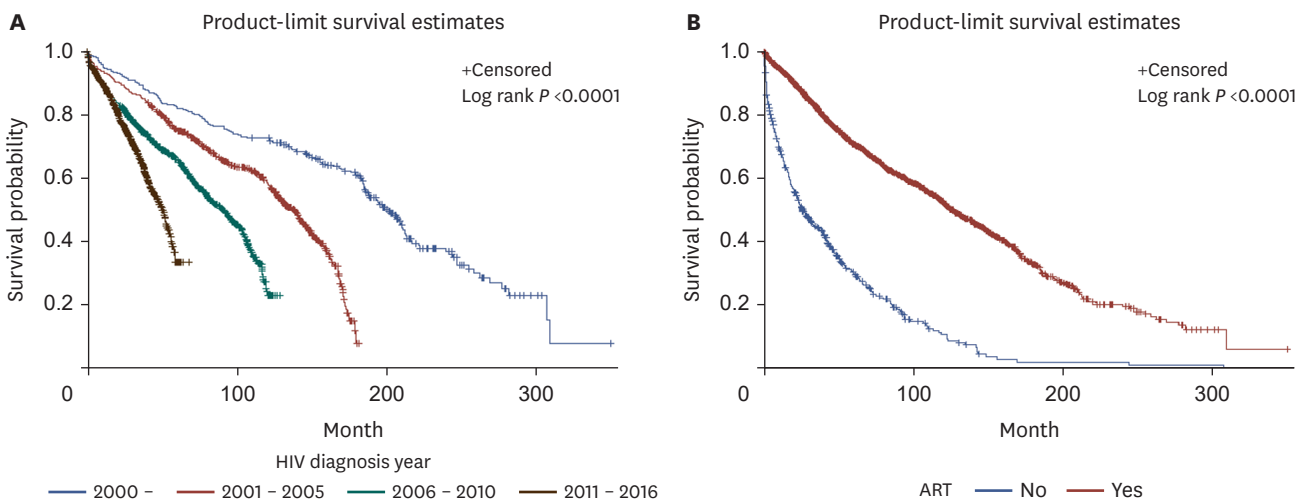 A
Product-limit survival estimates
+Censored
Log rank P <0.0001
Survival probability
1.0
0.8
0.6
0.4
0.2
0
100
200
300
Month
HIV diagnosis year
2000 –
2001 – 2005
2006 – 2010
2011 – 2016
B
Product-limit survival estimates
+Censored
Log rank P <0.0001
Survival probability
1.0
0.8
0.6
0.4
0.2
0
100
200
300
Month
ART
No
Yes